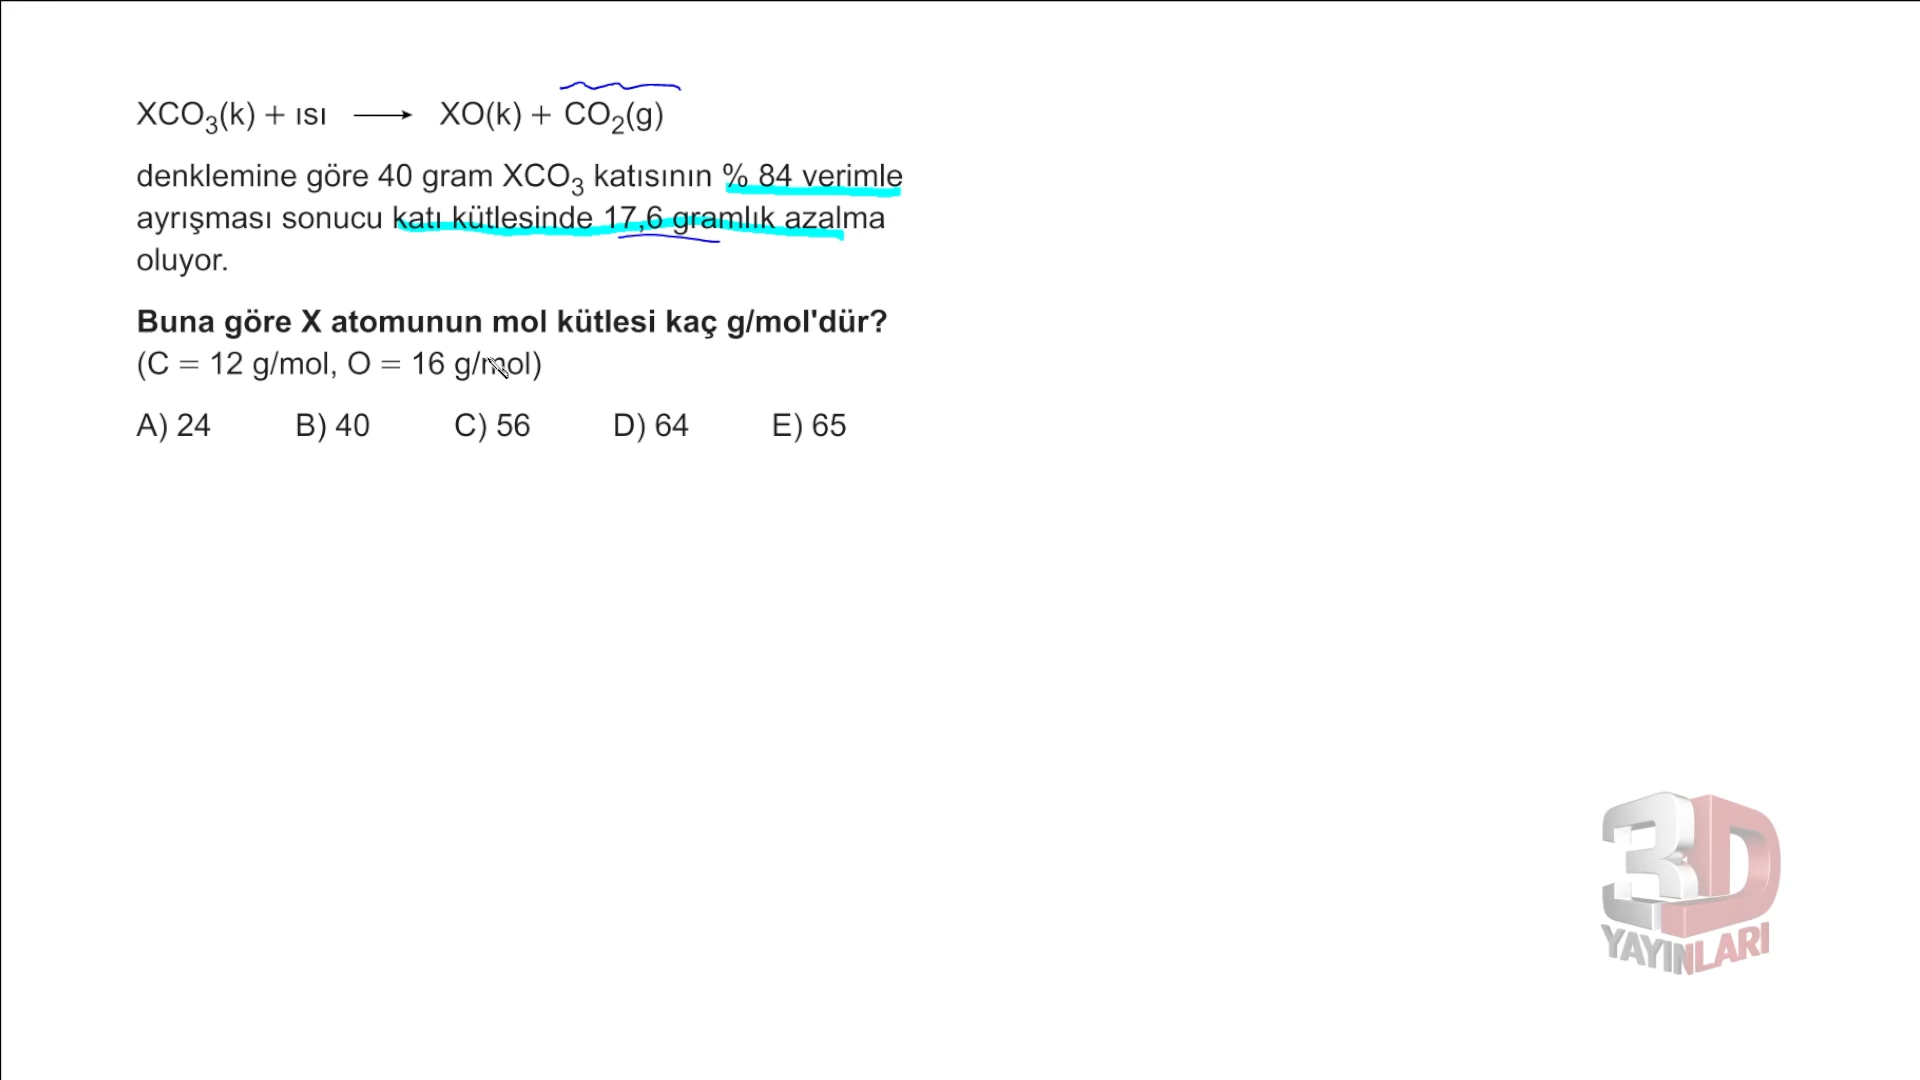 XCO₃(k) + ısı ⟶ XO(k) + CO₂(g)
denklemine göre 40 gram XCO₃ katısının % 84 verimle
ayrışması sonucu katı kütlesinde 17,6 gramlık azalma
oluyor.
Buna göre X atomunun mol kütlesi kaç g/mol'dür?
(C = 12 g/mol, O = 16 g/mol)
A) 24 B) 40 C) 56 D) 64 E) 65
3D
YAYINLARI